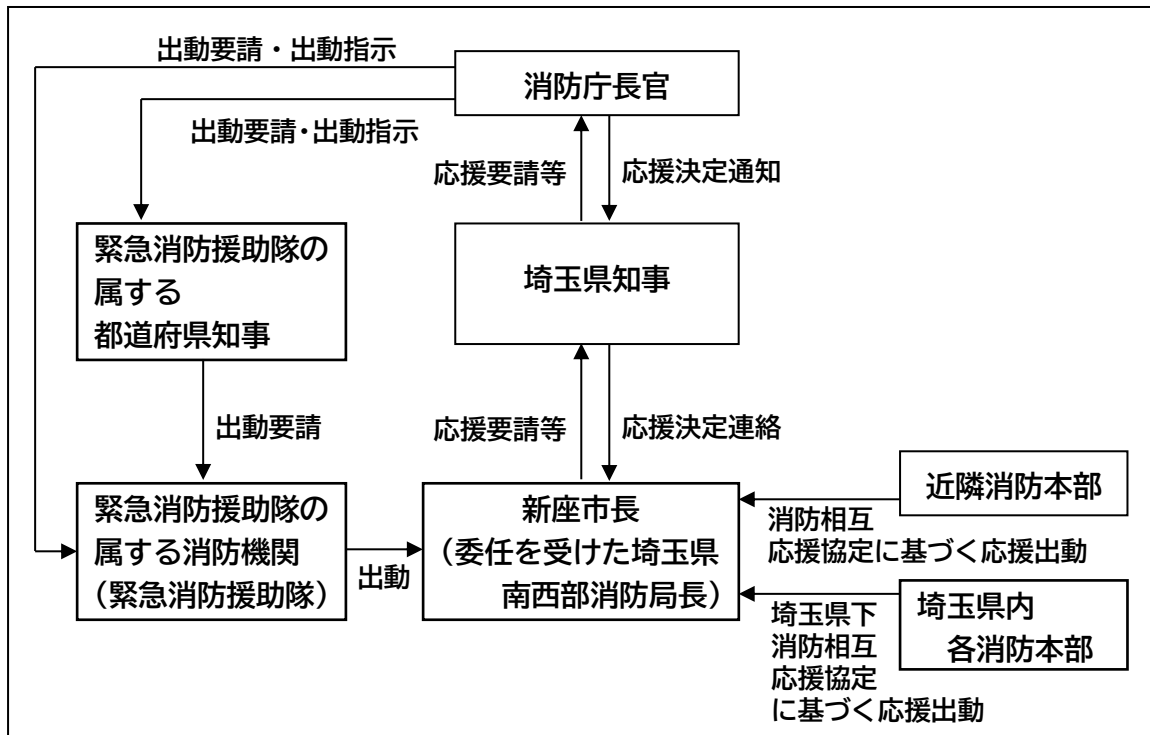 出動要請・出動指示
消防庁長官
出動要請・出動指示
応援要請等
応援決定通知
緊急消防援助隊の
属する
都道府県知事
埼玉県知事
出動要請
応援要請等
応援決定連絡
緊急消防援助隊の
属する消防機関
（緊急消防援助隊）
出動
新座市長
（委任を受けた埼玉県
南西部消防局長）
近隣消防本部
消防相互
応援協定に基づく応援出動
埼玉県内
各消防本部
埼玉県下
消防相互
応援協定
に基づく応援出動